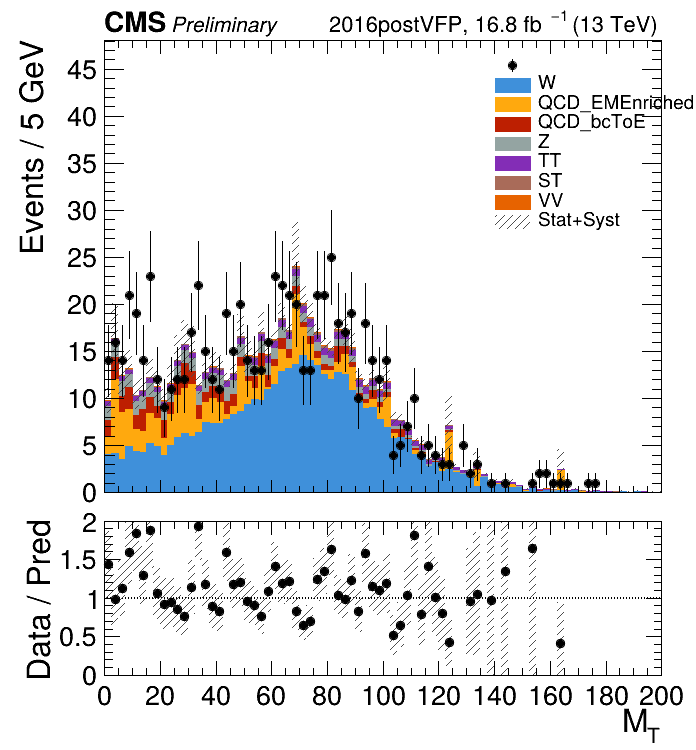 CMS Preliminary 2016postVFP, 16.8 fb⁻¹ (13 TeV)
Events / 5 GeV
45
40
35
30
25
20
15
10
5
0
W
QCD_EMEnriched
QCD_bcToE
Z
TT
ST
VV
Stat+Syst
Data / Pred
2
1.5
1
0.5
0
0 20 40 60 80 100 120 140 160 180 200
M_T